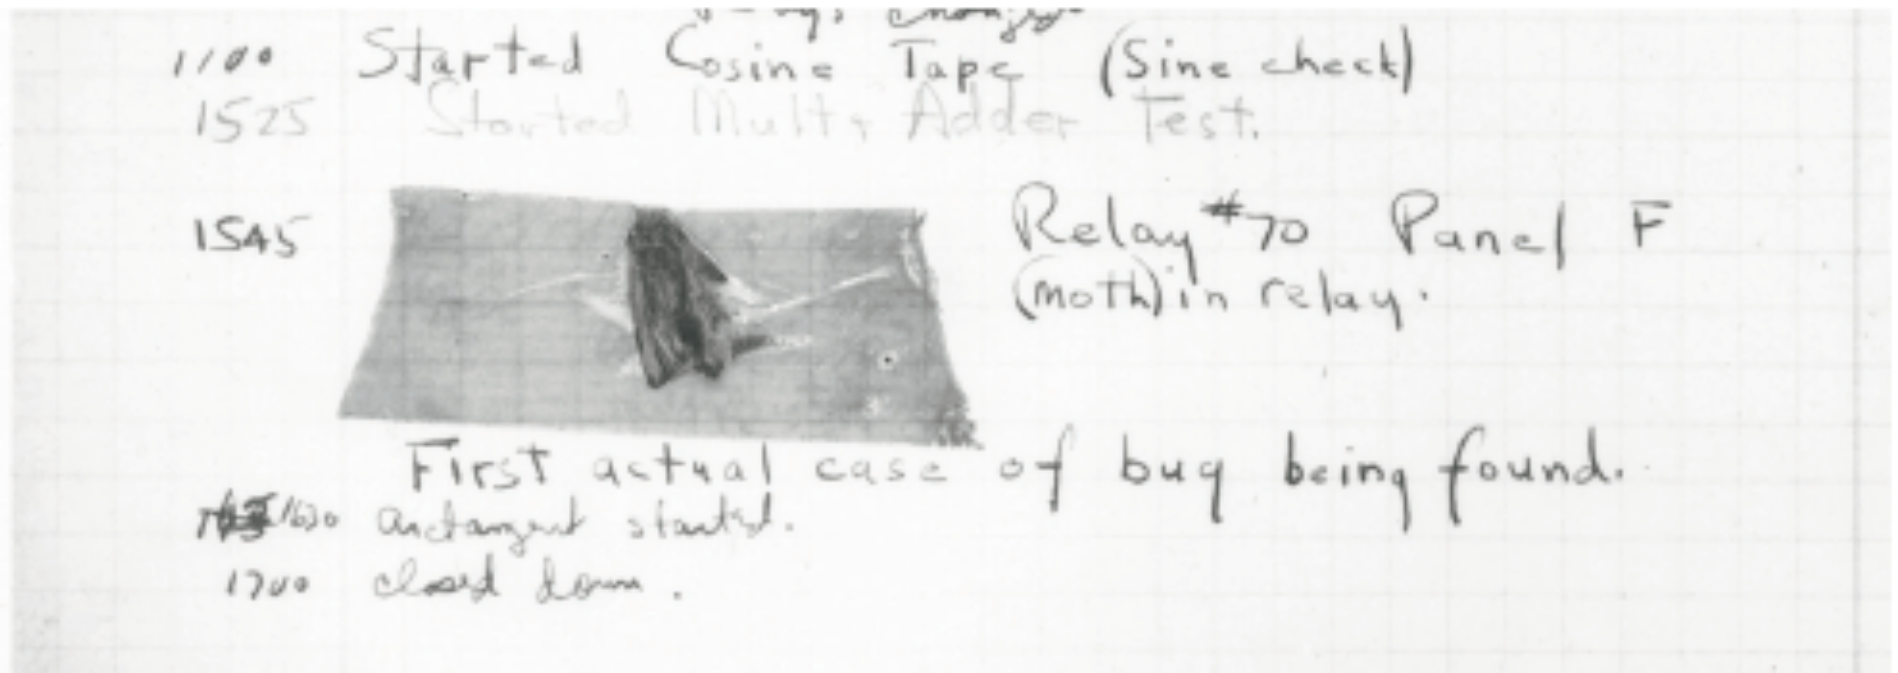 changed
1100 Started Cosine Tape (Sine check)
1525 Started Mult + Adder Test.
1545 Relay #70 Panel F
(moth) in relay.
First actual case of bug being found.
1630 arctangent started.
1700 closed down.